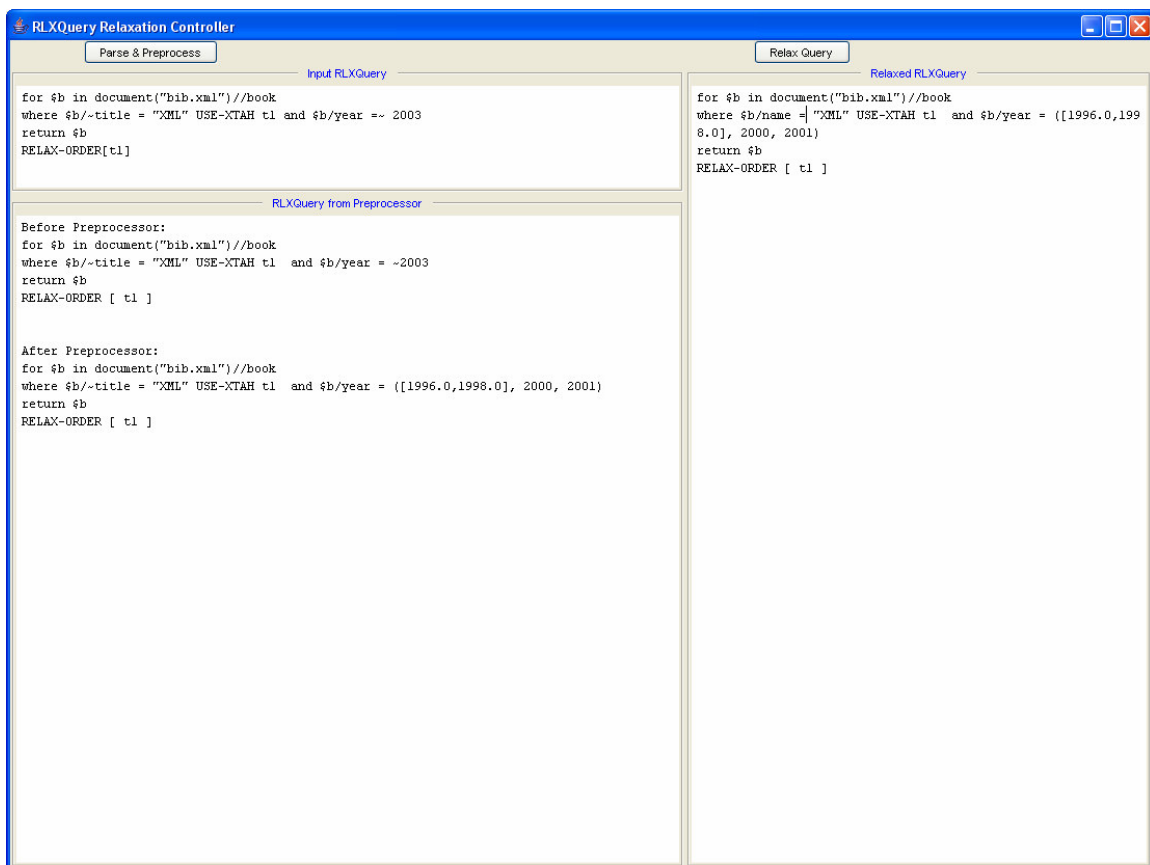 RLXQuery Relaxation Controller
Parse & Preprocess
Relax Query
Input RLXQuery
for $b in document("bib.xml")//book
where $b/~title = "XML" USE-XTAH t1 and $b/year =~ 2003
return $b
RELAX-ORDER[t1]
RLXQuery from Preprocessor
Before Preprocessor:
for $b in document("bib.xml")//book
where $b/~title = "XML" USE-XTAH t1  and $b/year = ~2003
return $b
RELAX-ORDER [ t1 ]
After Preprocessor:
for $b in document("bib.xml")//book
where $b/~title = "XML" USE-XTAH t1  and $b/year = ([1996.0,1998.0], 2000, 2001)
return $b
RELAX-ORDER [ t1 ]
Relaxed RLXQuery
for $b in document("bib.xml")//book
where $b/name = "XML" USE-XTAH t1  and $b/year = ([1996.0,199
8.0], 2000, 2001)
return $b
RELAX-ORDER [ t1 ]